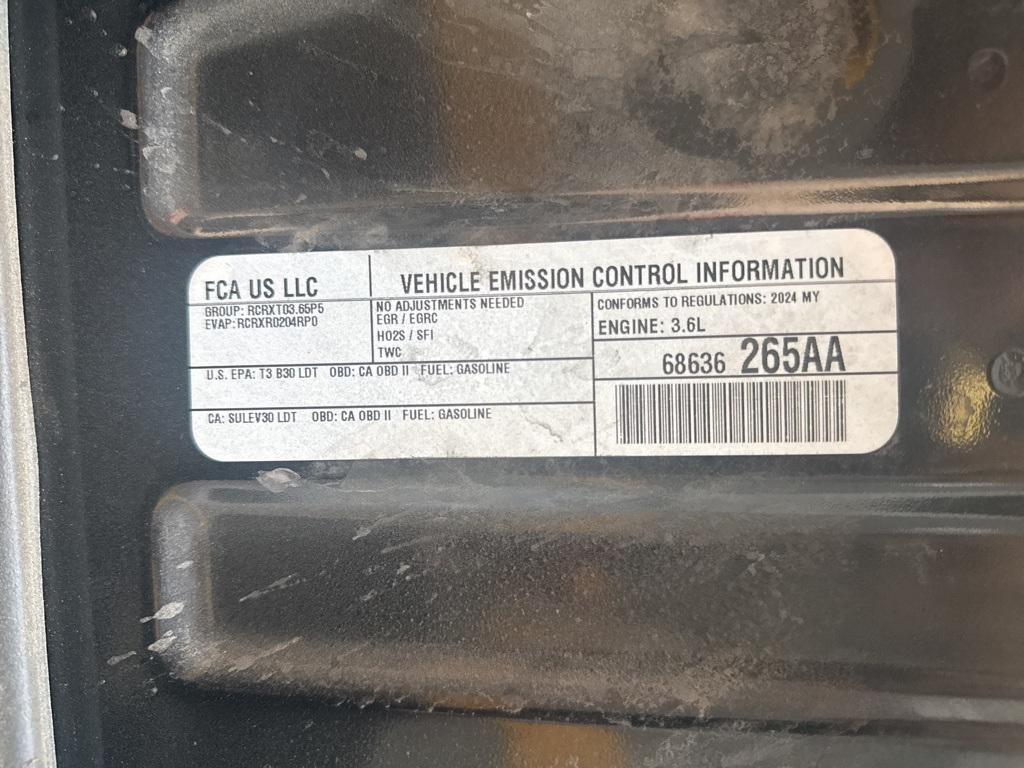 FCA US LLC
VEHICLE EMISSION CONTROL INFORMATION
GROUP: RCRXT03.65P5
EVAP: RCRXR0204RP0
NO ADJUSTMENTS NEEDED
EGR / EGRC
HO2S / SFI
TWC
CONFORMS TO REGULATIONS: 2024 MY
ENGINE: 3.6L
68636 265AA
U.S. EPA: T3 B30 LDT OBD: CA OBD II FUEL: GASOLINE
CA: SULEV30 LDT OBD: CA OBD II FUEL: GASOLINE